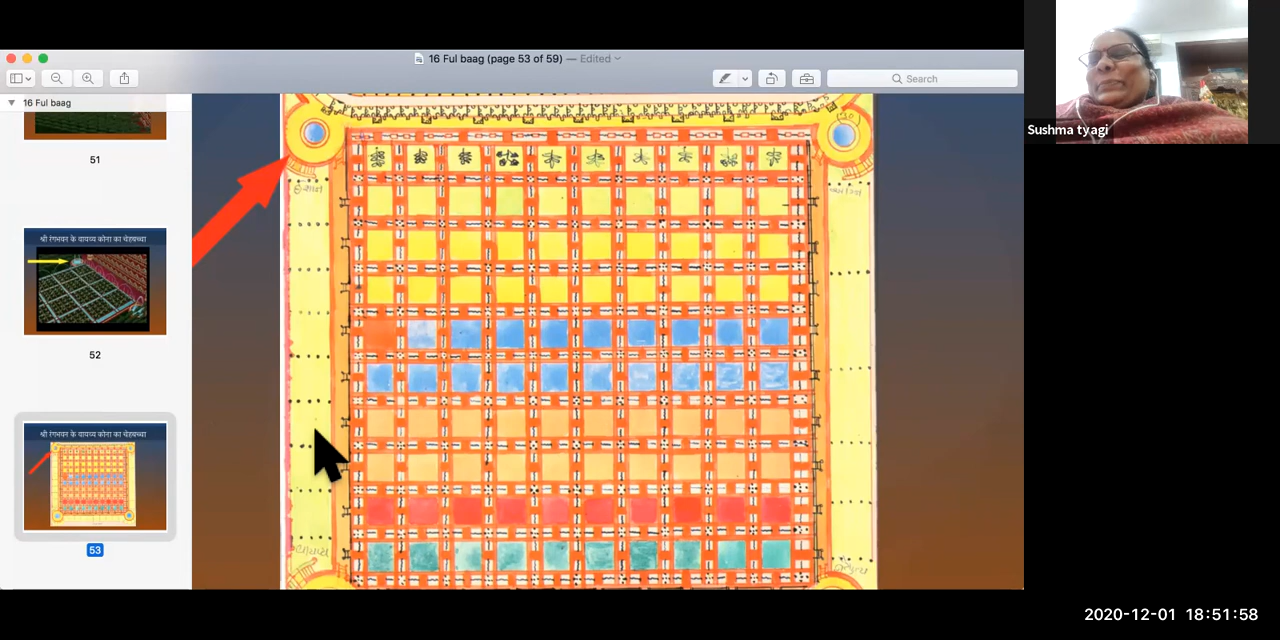 16 Ful baag (page 53 of 59) — Edited
Search
16 Ful baag
51
श्री रंगभवन के वायव्य कोना का चेहबच्चा
52
श्री रंगभवन के वायव्य कोना का चेहबच्चा
53
Sushma tyagi
2020-12-01 18:51:58